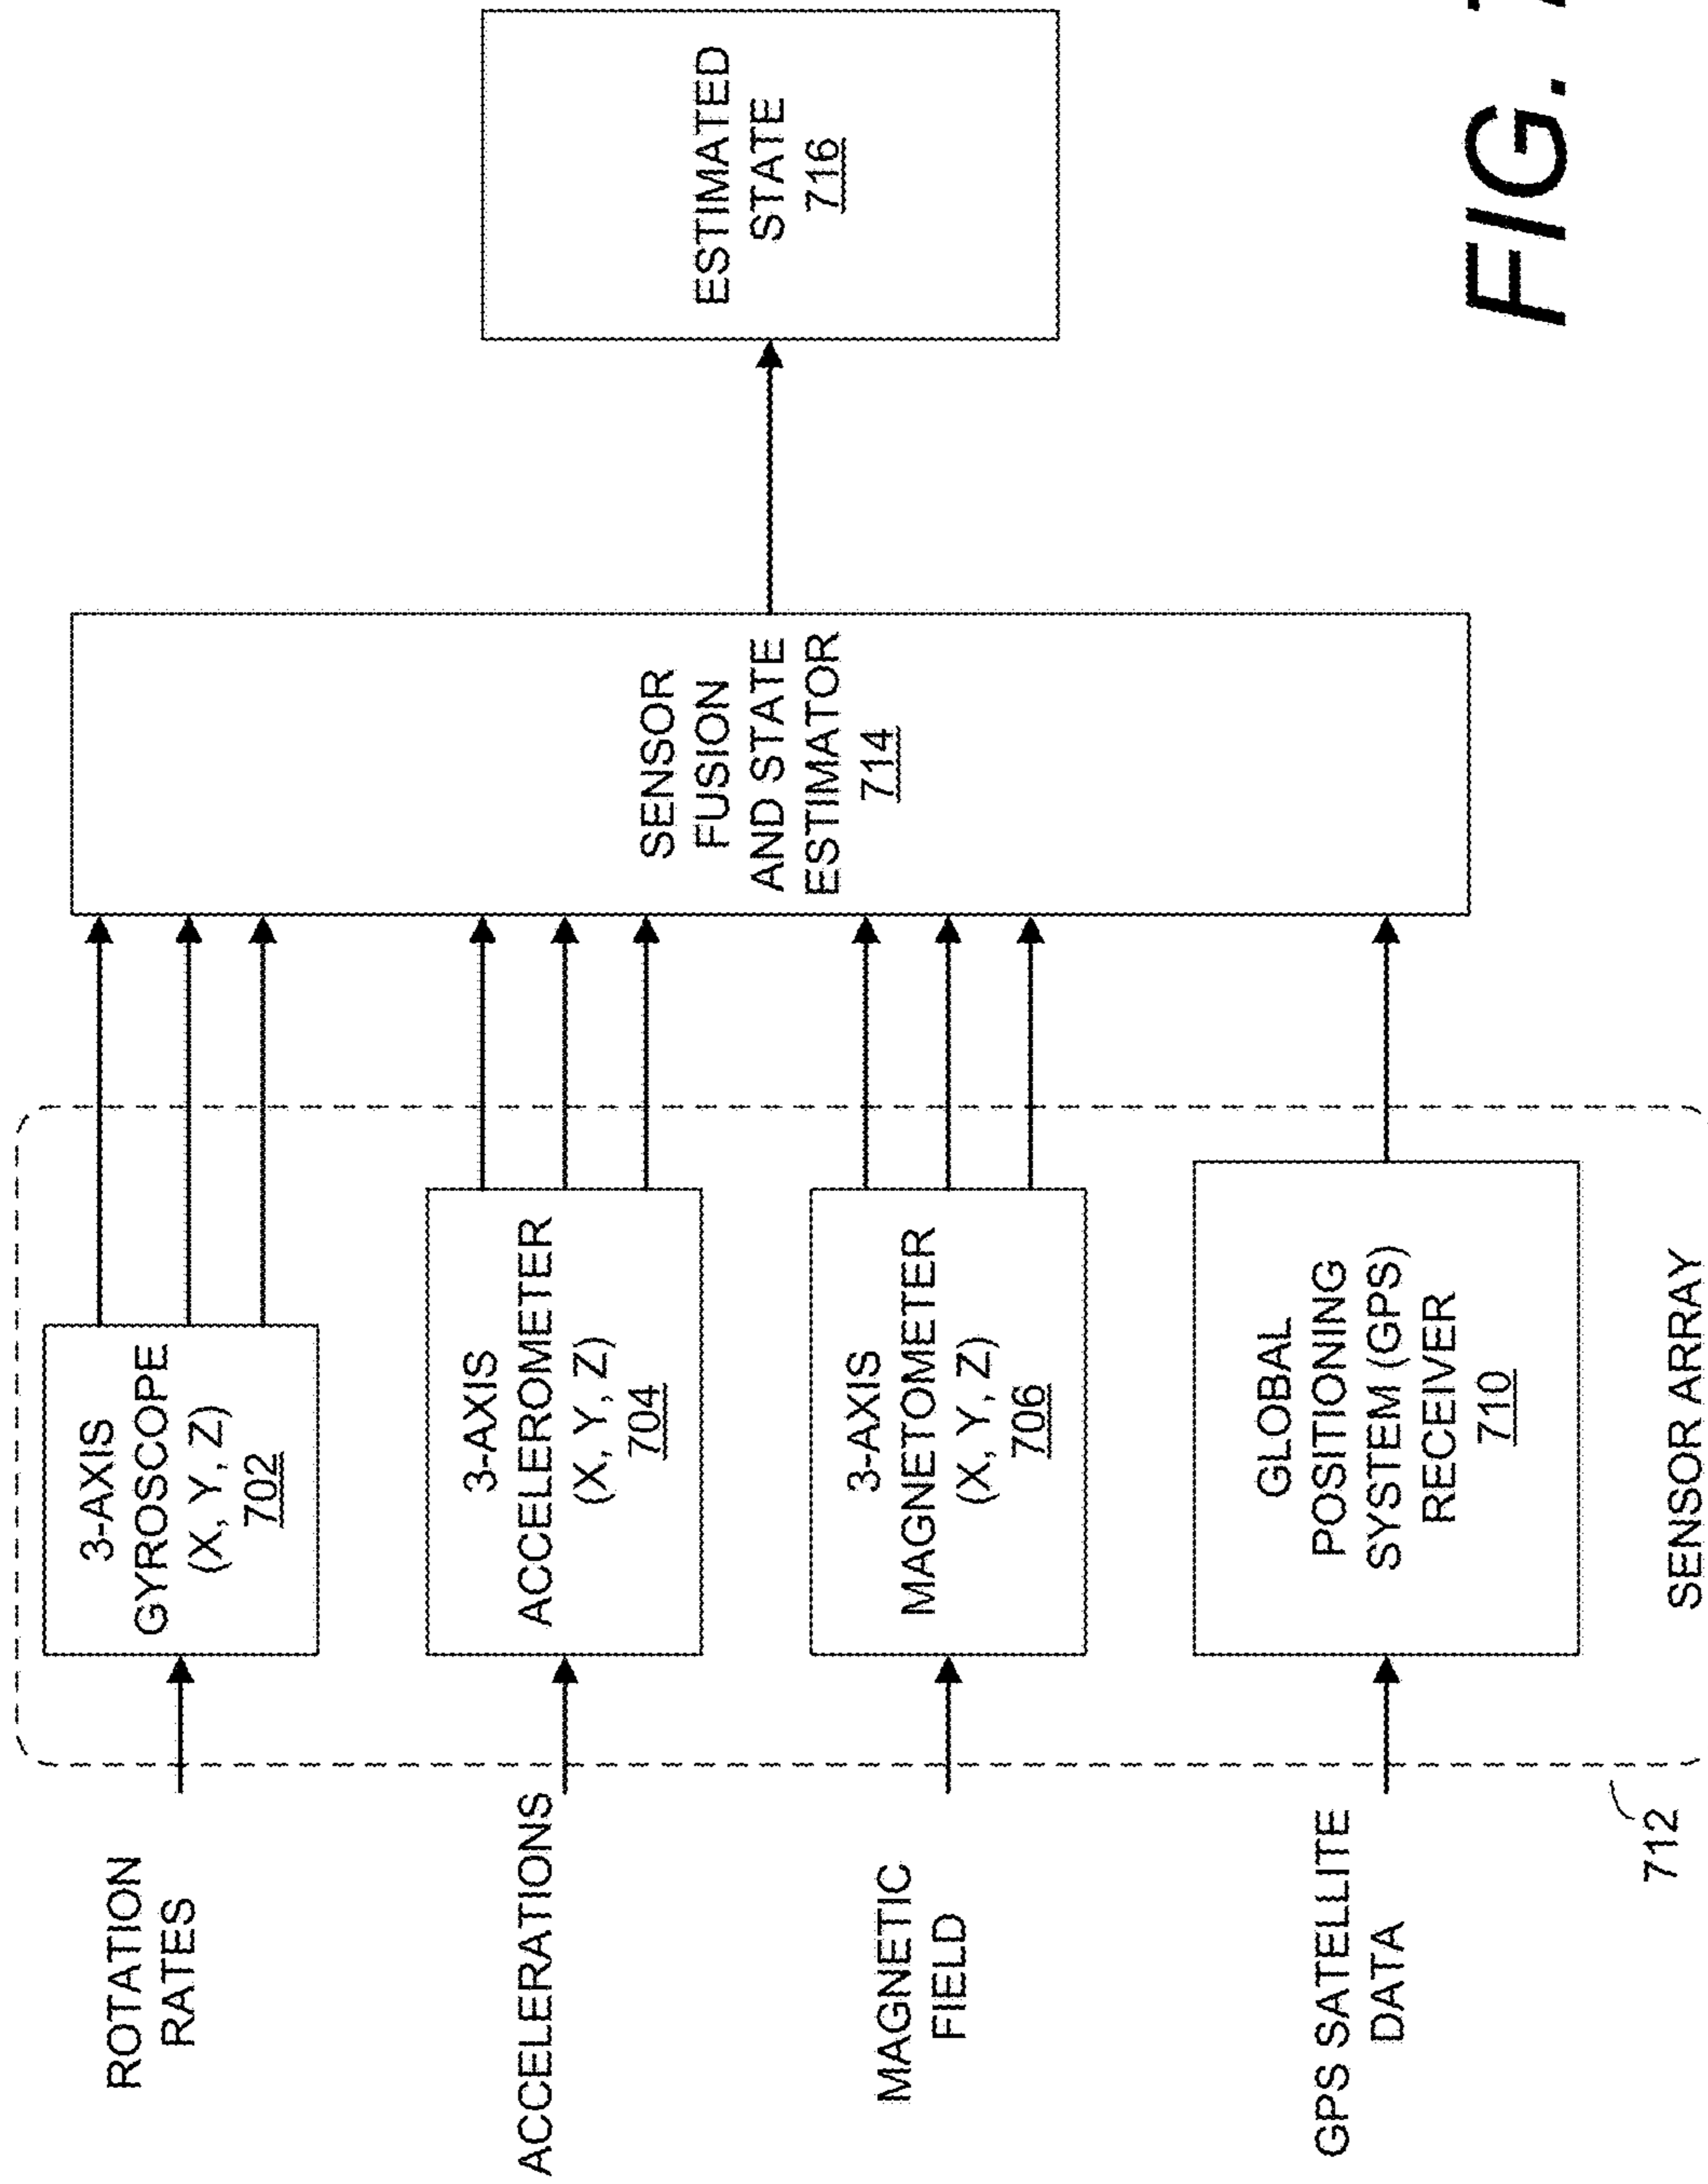 ROTATION
RATES
3-AXIS
GYROSCOPE
(X, Y, Z)
702
ACCELERATIONS
3-AXIS
ACCELEROMETER
(X, Y, Z)
704
MAGNETIC
FIELD
3-AXIS
MAGNETOMETER
(X, Y, Z)
706
GPS SATELLITE
DATA
GLOBAL
POSITIONING
SYSTEM (GPS)
RECEIVER
710
712
SENSOR ARRAY
SENSOR
FUSION
AND STATE
ESTIMATOR
714
ESTIMATED
STATE
716
FIG.